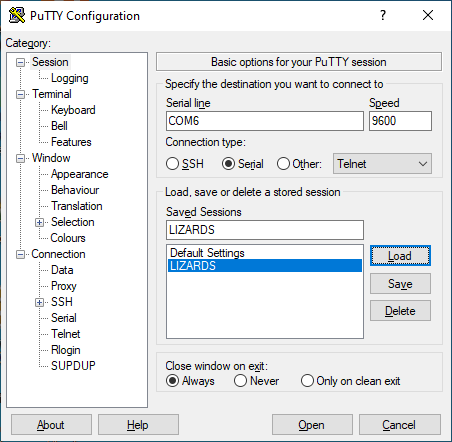 PuTTY Configuration
?
Category:
Session
Logging
Terminal
Keyboard
Bell
Features
Window
Appearance
Behaviour
Translation
Selection
Colours
Connection
Data
Proxy
SSH
Serial
Telnet
Rlogin
SUPDUP
Basic options for your PuTTY session
Specify the destination you want to connect to
Serial line Speed
COM6 9600
Connection type:
SSH Serial Other: Telnet
Load, save or delete a stored session
Saved Sessions
LIZARDS
Default Settings
LIZARDS
Load
Save
Delete
Close window on exit:
Always Never Only on clean exit
About Help Open Cancel